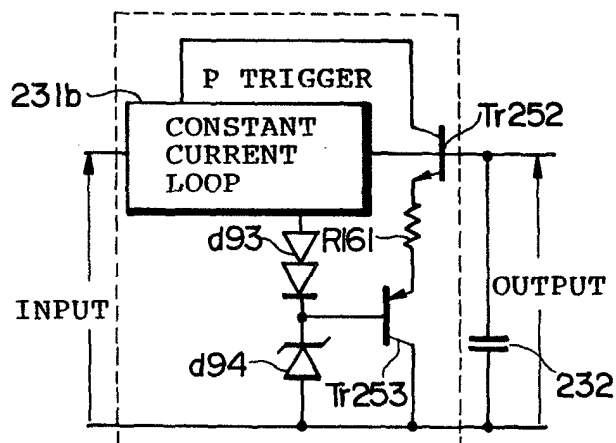 231b
P TRIGGER
Tr252
CONSTANT
CURRENT
LOOP
d93
R161
INPUT
OUTPUT
d94
Tr253
232